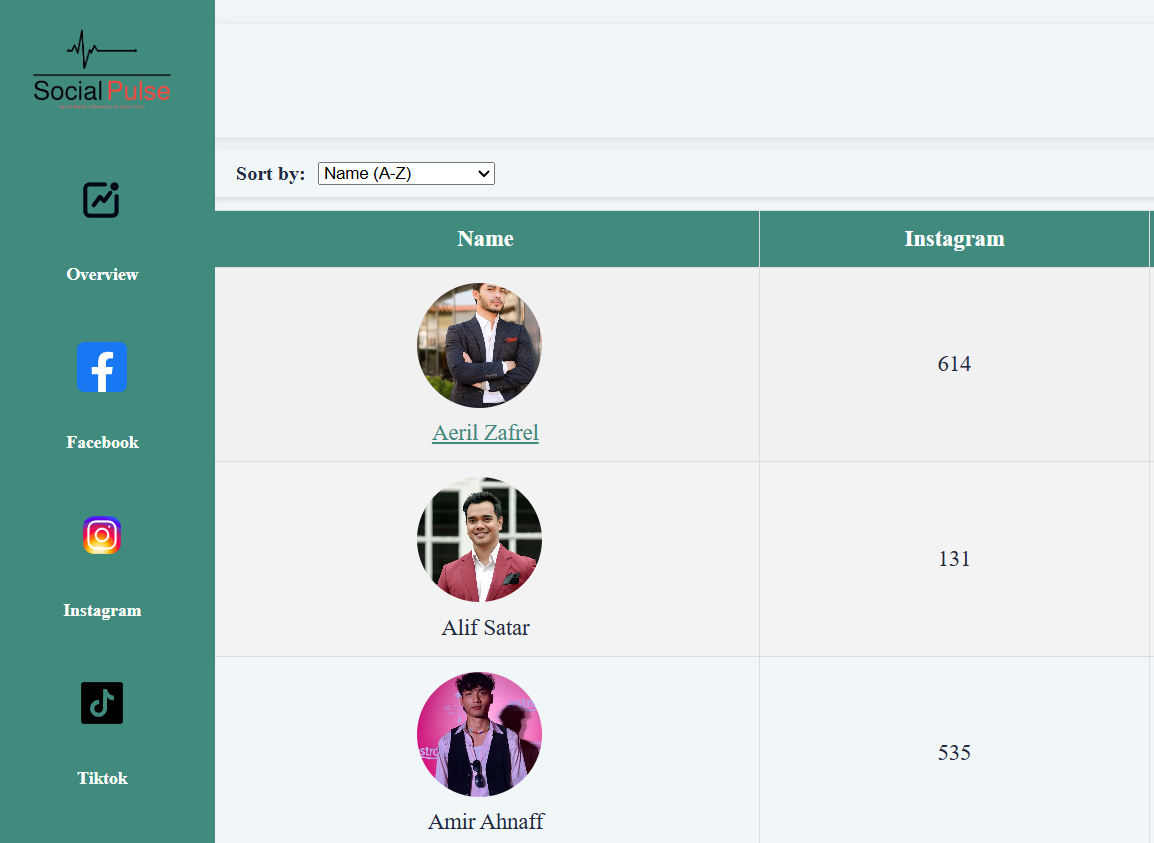 Social Pulse
Overview
Facebook
Instagram
Tiktok
Sort by: Name (A-Z)
Name Instagram
Aeril Zafrel 614
Alif Satar 131
astro
Amir Ahnaff 535